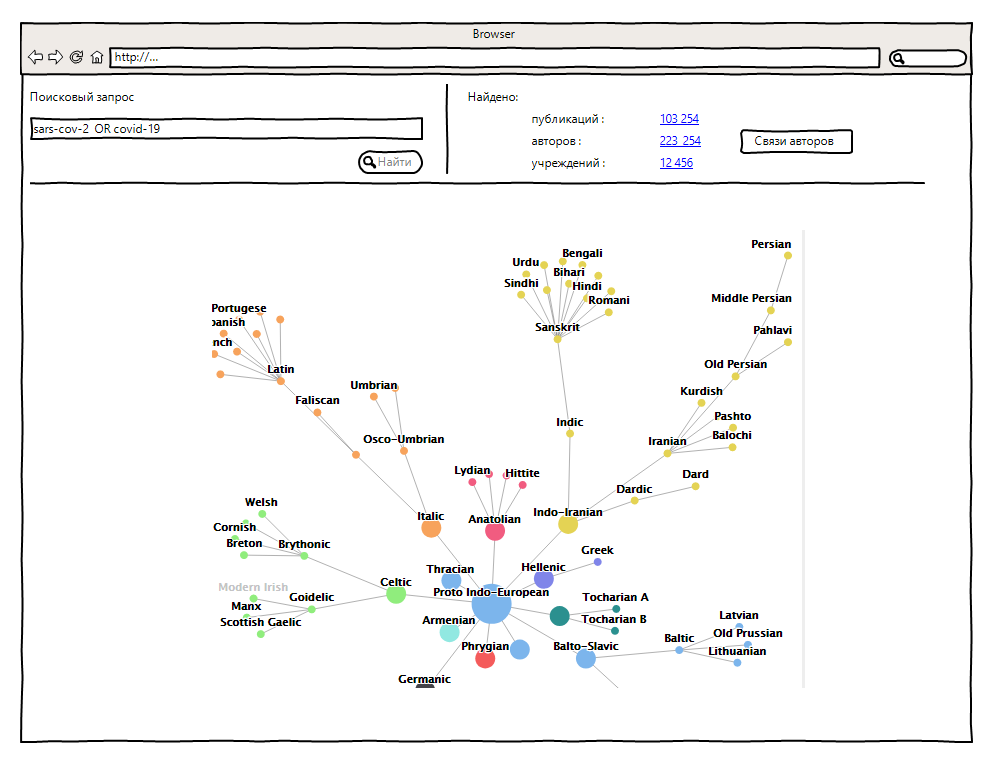 Browser
http://...
Поисковый запрос
sars-cov-2 OR covid-19
Найти
Найдено:
публикаций : 103 254
авторов : 223 254
учреждений : 12 456
Связи авторов
Persian
Bengali
Urdu
Bihari
Sindhi
Hindi
Romani
Middle Persian
Portugese
panish
Sanskrit
Pahlavi
nch
Latin
Old Persian
Umbrian
Kurdish
Faliscan
Pashto
Indic
Osco-Umbrian
Iranian
Balochi
Lydian
Hittite
Dard
Dardic
Welsh
Italic
Anatolian
Indo-Iranian
Cornish
Breton
Brythonic
Greek
Thracian
Hellenic
Celtic
Modern Irish
Proto Indo-European
Goidelic
Tocharian A
Manx
Scottish Gaelic
Armenian
Tocharian B
Latvian
Old Prussian
Phrygian
Balto-Slavic
Baltic
Lithuanian
Germanic